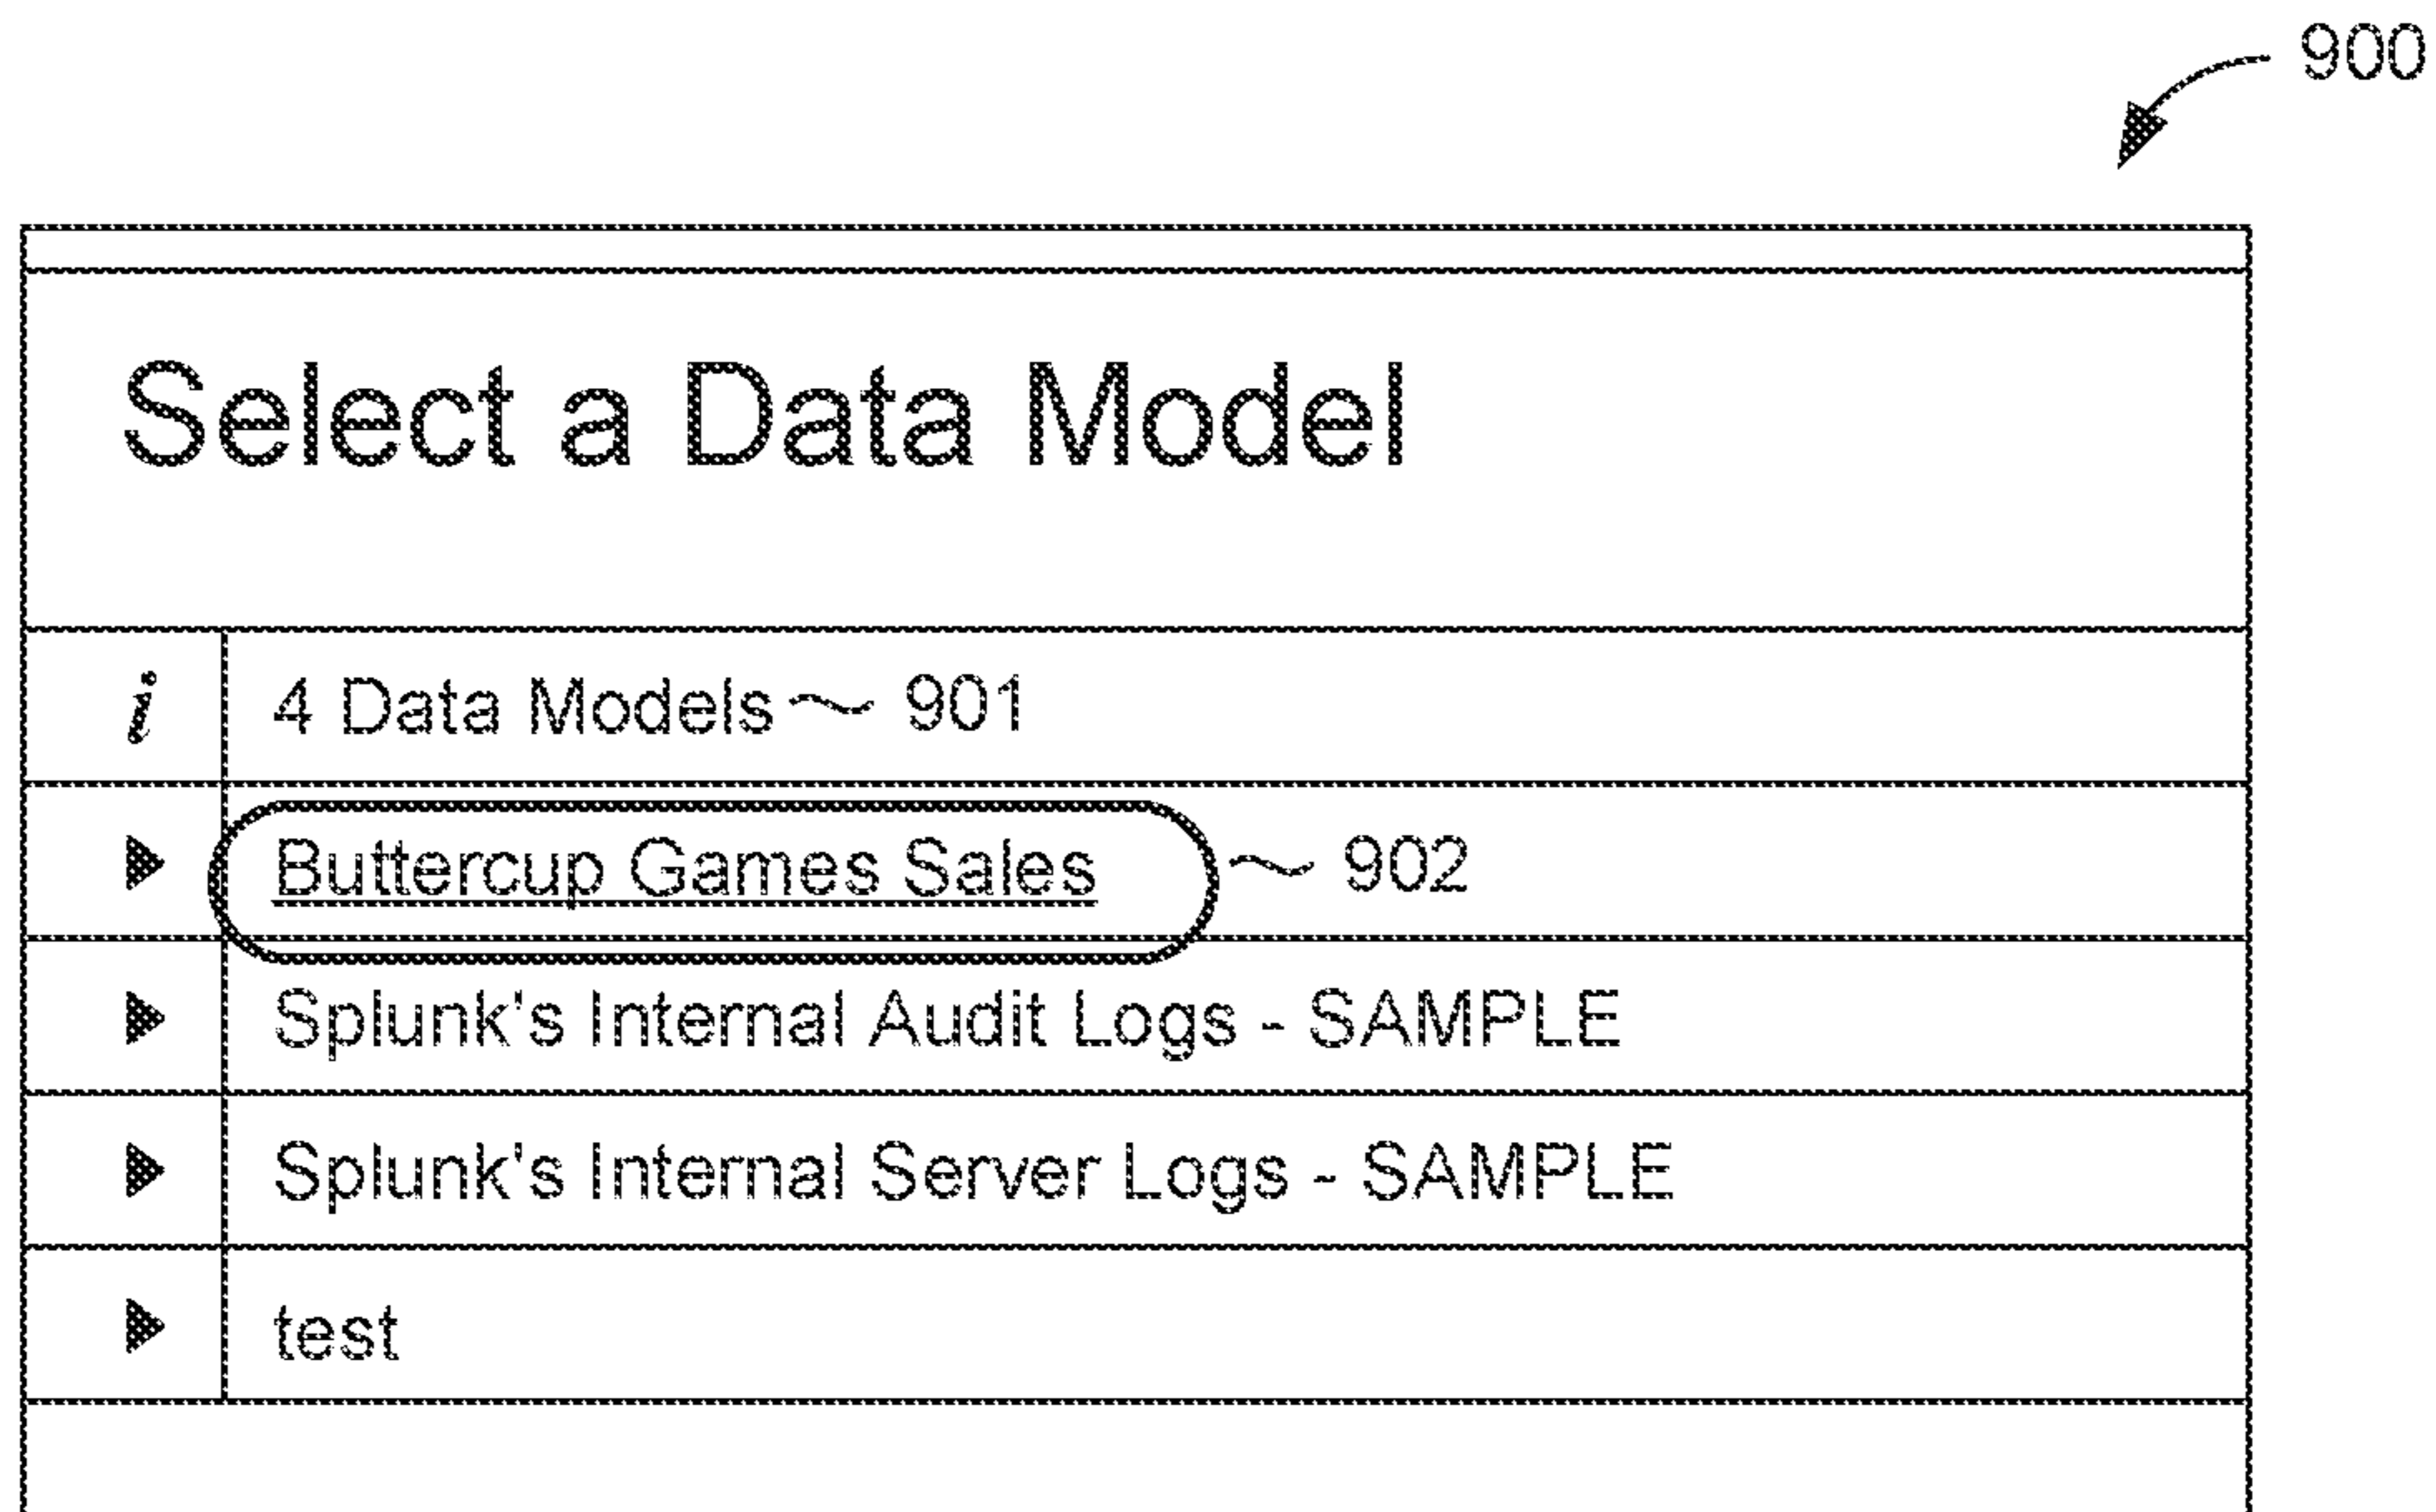 900
Select a Data Model
i 4 Data Models 901
Buttercup Games Sales 902
Splunk's Internal Audit Logs - SAMPLE
Splunk's Internal Server Logs - SAMPLE
test